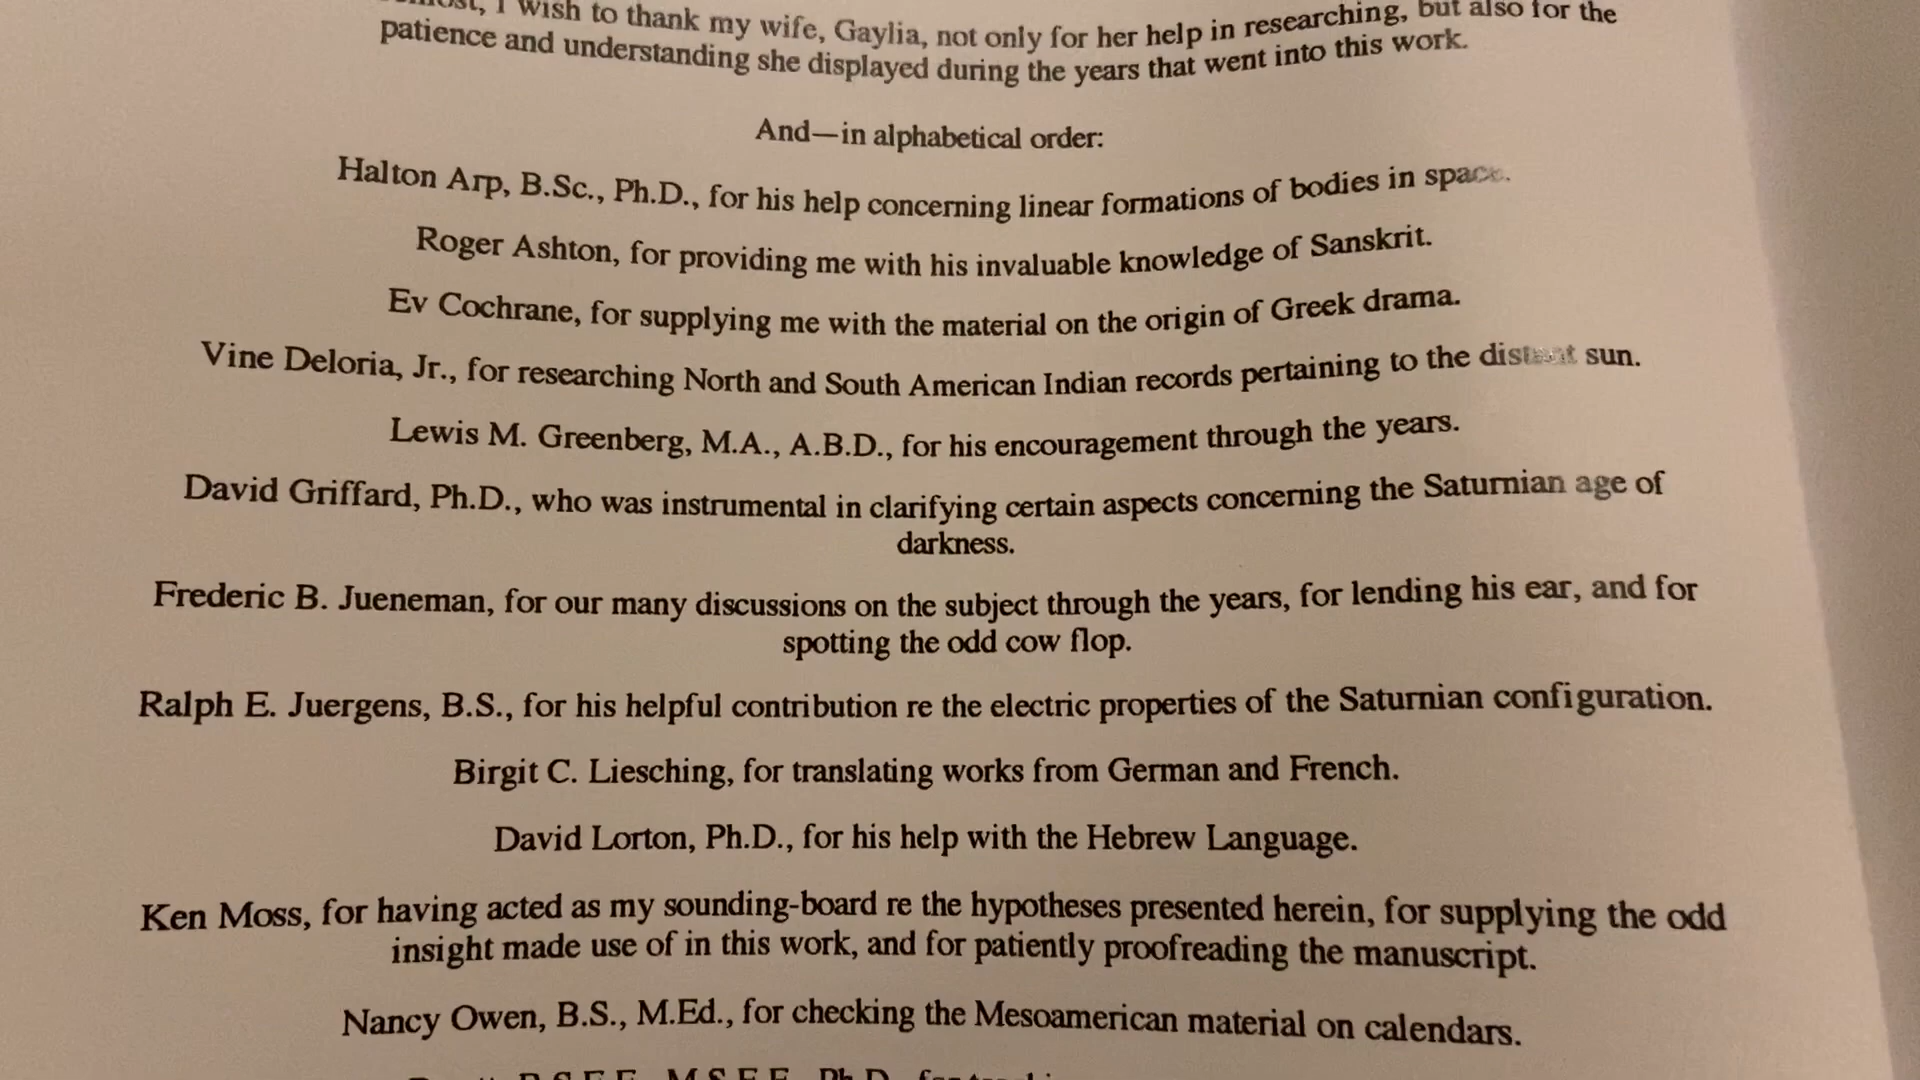 I wish to thank my wife, Gaylia, not only for her help in researching, but also for the
patience and understanding she displayed during the years that went into this work.
And—in alphabetical order:
Halton Arp, B.Sc., Ph.D., for his help concerning linear formations of bodies in space.
Roger Ashton, for providing me with his invaluable knowledge of Sanskrit.
Ev Cochrane, for supplying me with the material on the origin of Greek drama.
Vine Deloria, Jr., for researching North and South American Indian records pertaining to the distant sun.
Lewis M. Greenberg, M.A., A.B.D., for his encouragement through the years.
David Griffard, Ph.D., who was instrumental in clarifying certain aspects concerning the Saturnian age of
darkness.
Frederic B. Jueneman, for our many discussions on the subject through the years, for lending his ear, and for
spotting the odd cow flop.
Ralph E. Juergens, B.S., for his helpful contribution re the electric properties of the Saturnian configuration.
Birgit C. Liesching, for translating works from German and French.
David Lorton, Ph.D., for his help with the Hebrew Language.
Ken Moss, for having acted as my sounding-board re the hypotheses presented herein, for supplying the odd
insight made use of in this work, and for patiently proofreading the manuscript.
Nancy Owen, B.S., M.Ed., for checking the Mesoamerican material on calendars.